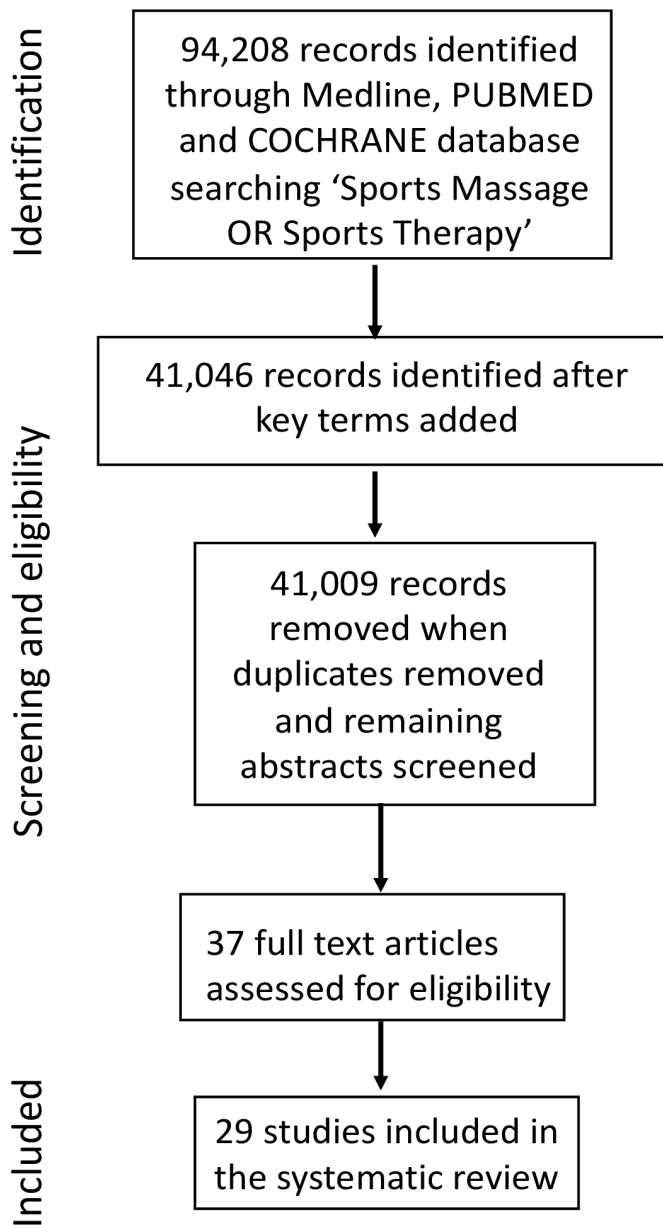 Identification
94,208 records identified
through Medline, PUBMED
and COCHRANE database
searching ‘Sports Massage
OR Sports Therapy’
Screening and eligibility
41,046 records identified after
key terms added
41,009 records
removed when
duplicates removed
and remaining
abstracts screened
37 full text articles
assessed for eligibility
Included
29 studies included in
the systematic review